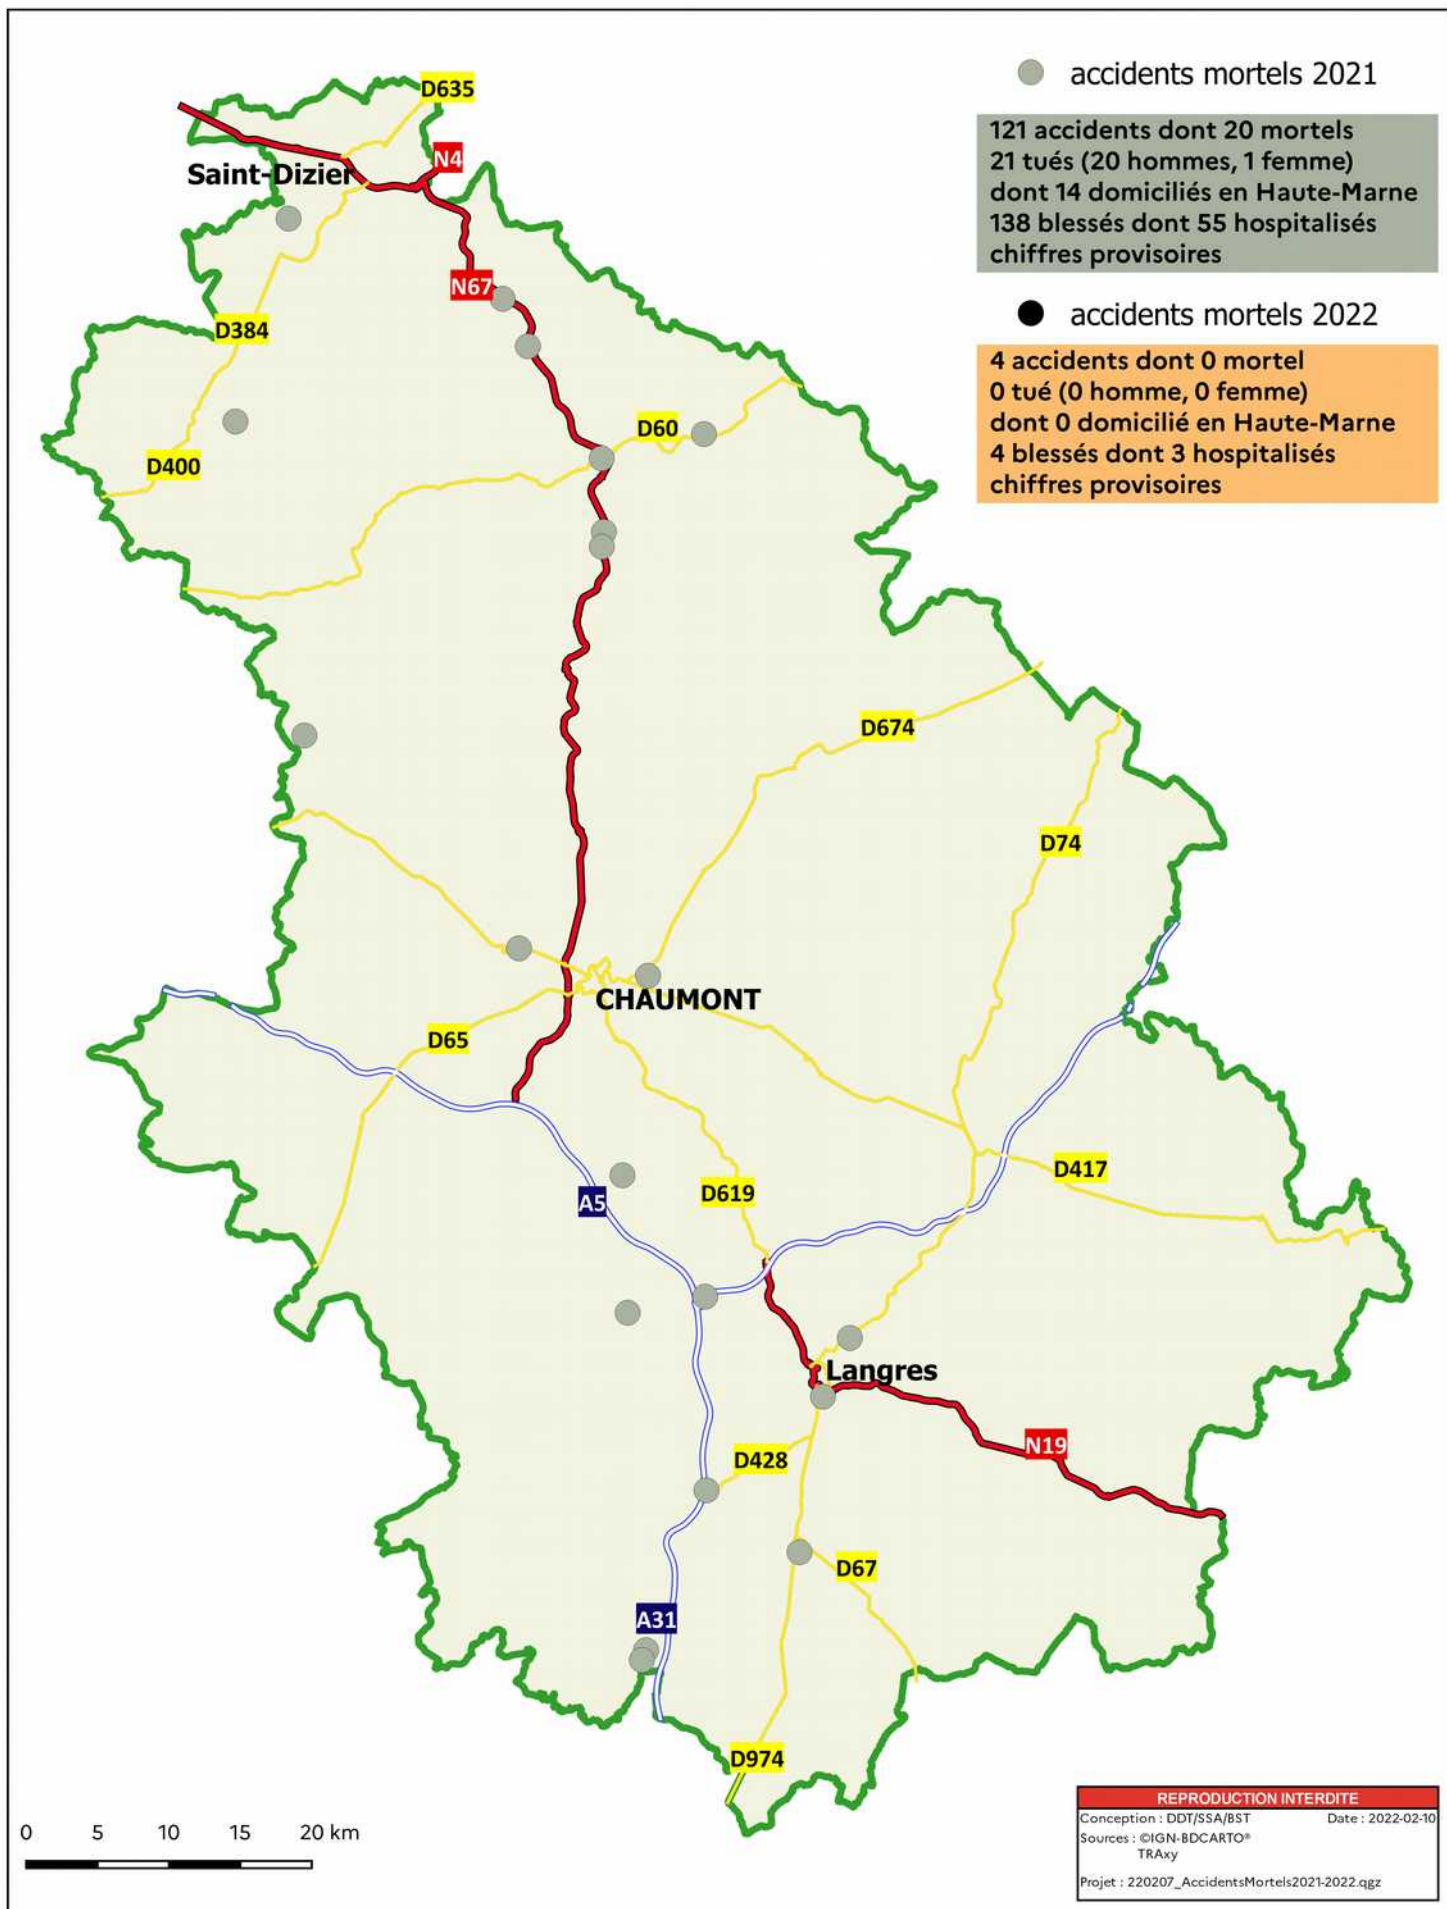 accidents mortels 2021
121 accidents dont 20 mortels
21 tués (20 hommes, 1 femme)
dont 14 domiciliés en Haute-Marne
138 blessés dont 55 hospitalisés
chiffres provisoires
accidents mortels 2022
4 accidents dont 0 mortel
0 tué (0 homme, 0 femme)
dont 0 domicilié en Haute-Marne
4 blessés dont 3 hospitalisés
chiffres provisoires
D635
N4
Saint-Dizier
N67
D384
D60
D400
D674
D74
CHAUMONT
D65
D417
D619
A5
Langres
N19
D428
D67
A31
D974
0 5 10 15 20 km
REPRODUCTION INTERDITE
Conception : DDT/SSA/BST Date : 2022-02-10
Sources : ©IGN-BDCARTO®
TRAxy
Projet : 220207_AccidentsMortels2021-2022.qgz